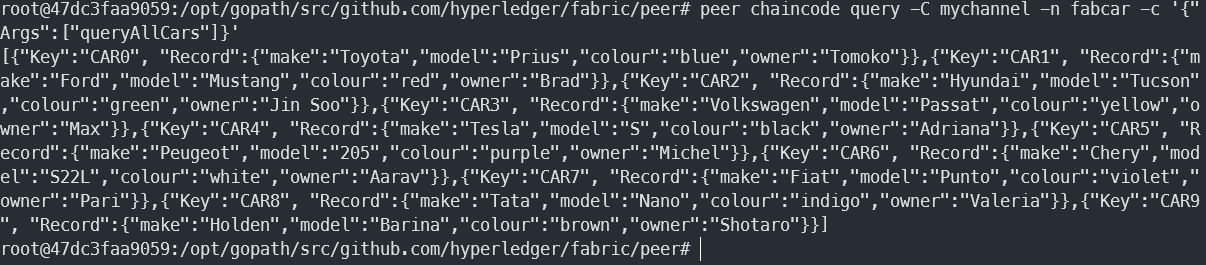 root@47dc3faa9059:/opt/gopath/src/github.com/hyperledger/fabric/peer# peer chaincode query -C mychannel -n fabcar -c '{"
Args":["queryAllCars"]}'
[{"Key":"CAR0", "Record":{"make":"Toyota","model":"Prius","colour":"blue","owner":"Tomoko"}},{"Key":"CAR1", "Record":{"m
ake":"Ford","model":"Mustang","colour":"red","owner":"Brad"}},{"Key":"CAR2", "Record":{"make":"Hyundai","model":"Tucson"
,"colour":"green","owner":"Jin Soo"}},{"Key":"CAR3", "Record":{"make":"Volkswagen","model":"Passat","colour":"yellow","o
wner":"Max"}},{"Key":"CAR4", "Record":{"make":"Tesla","model":"S","colour":"black","owner":"Adriana"}},{"Key":"CAR5", "R
ecord":{"make":"Peugeot","model":"205","colour":"purple","owner":"Michel"}},{"Key":"CAR6", "Record":{"make":"Chery","mod
el":"S22L","colour":"white","owner":"Aarav"}},{"Key":"CAR7", "Record":{"make":"Fiat","model":"Punto","colour":"violet","
owner":"Pari"}},{"Key":"CAR8", "Record":{"make":"Tata","model":"Nano","colour":"indigo","owner":"Valeria"}},{"Key":"CAR9
", "Record":{"make":"Holden","model":"Barina","colour":"brown","owner":"Shotaro"}}]
root@47dc3faa9059:/opt/gopath/src/github.com/hyperledger/fabric/peer#